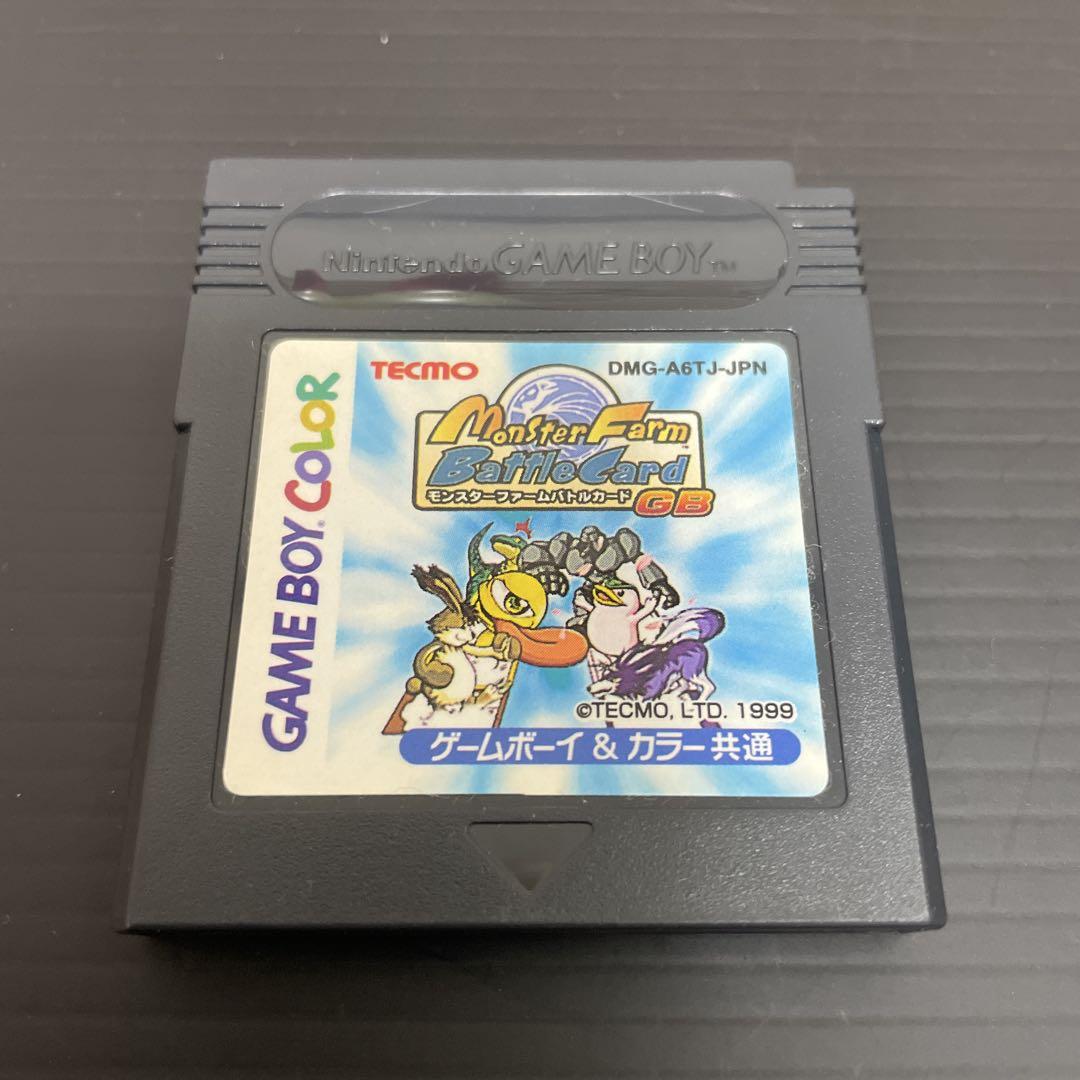 Nintendo GAME BOY™
GAME BOY COLOR
TECMO
DMG-A6TJ-JPN
Monster Farm™
Battle Card
モンスターファームバトルカード GB
©TECMO, LTD. 1999
ゲームボーイ & カラー共通